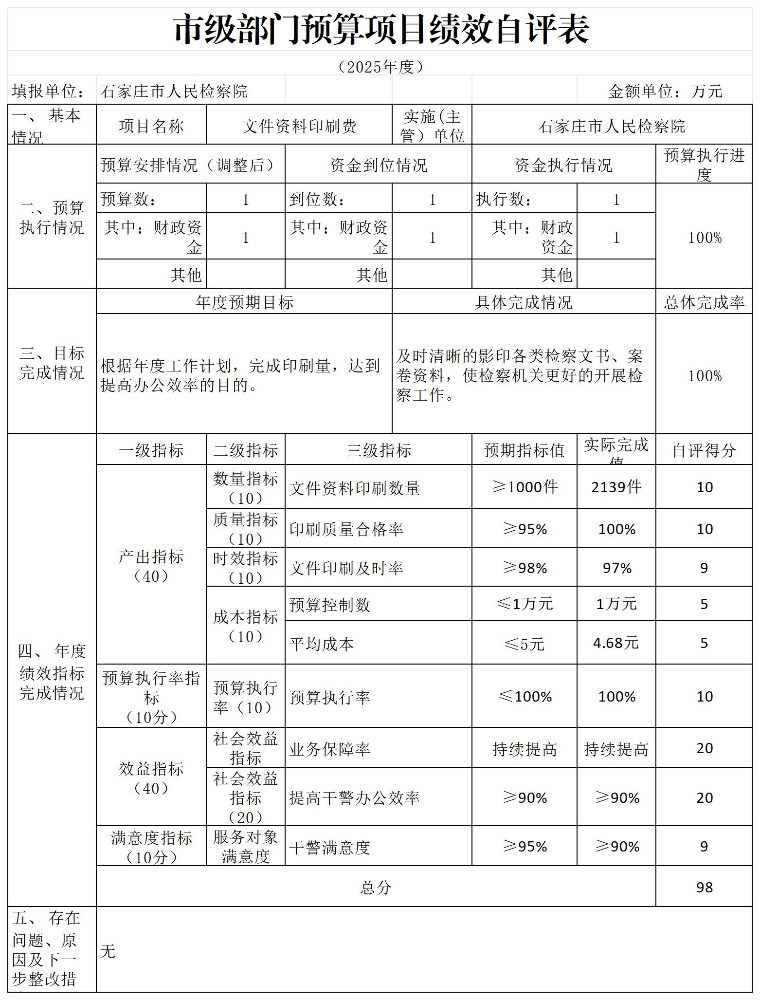 市级部门预算项目绩效自评表
（2025年度）
填报单位： 石家庄市人民检察院 金额单位：万元
一、 基本
情况
项目名称
文件资料印刷费
实施(主
管）单位
石家庄市人民检察院
二、预算
执行情况
预算安排情况（调整后）
资金到位情况
资金执行情况
预算执行进
度
预算数： 1 到位数： 1 执行数： 1
100%
其中：财政资
金
1
其中：财政资
金
1
其中：财政
资金
1
其他 其他 其他
三、目标
完成情况
年度预期目标 具体完成情况 总体完成率
根据年度工作计划，完成印刷量，达到
提高办公效率的目的。
及时清晰的影印各类检察文书、案
卷资料，使检察机关更好的开展检
察工作。
100%
四、 年度
绩效指标
完成情况
一级指标 二级指标 三级指标 预期指标值
实际完成
值
自评得分
产出指标
（40）
数量指标
（10）
文件资料印刷数量 ≥1000件 2139件 10
质量指标
（10）
印刷质量合格率 ≥95% 100% 10
时效指标
（10）
文件印刷及时率 ≥98% 97% 9
成本指标
（10）
预算控制数 ≤1万元 1万元 5
平均成本 ≤5元 4.68元 5
预算执行率指
标
（10分）
预算执行
率（10）
预算执行率 ≤100% 100% 10
效益指标
（40）
社会效益
指标
业务保障率 持续提高 持续提高 20
社会效益
指标
（20）
提高干警办公效率 ≥90% ≥90% 20
满意度指标
（10分）
服务对象
满意度
干警满意度 ≥95% ≥90% 9
总分 98
五、 存在
问题、原
因及下一
步整改措
无